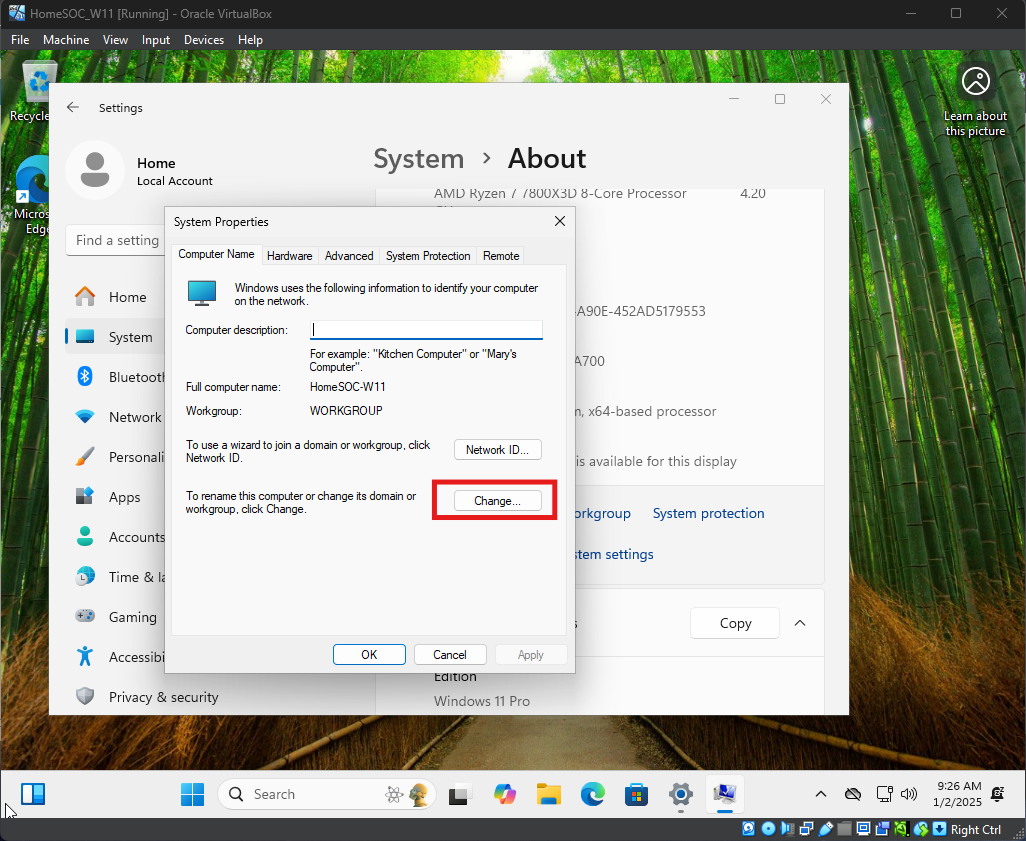 HomeSOC_W11 [Running] - Oracle VirtualBox
File Machine View Input Devices Help
Recycle
Learn about
this picture
Micros
Edge
Settings
Home
Local Account
System > About
AMD Ryzen 7 7800X3D 8-Core Processor 4.20
Find a setting
Home
System
Bluetooth
Network
Personali
Apps
Accounts
Time & la
Gaming
Accessibi
Privacy & security
System Properties
Computer Name Hardware Advanced System Protection Remote
Windows uses the following information to identify your computer
on the network.
Computer description:
For example: "Kitchen Computer" or "Mary's
Computer".
Full computer name: HomeSOC-W11
Workgroup: WORKGROUP
To use a wizard to join a domain or workgroup, click
Network ID.
Network ID...
To rename this computer or change its domain or
workgroup, click Change.
Change...
OK Cancel Apply
-A90E-452AD5179553
A700
m, x64-based processor
is available for this display
orkgroup System protection
stem settings
s
Copy
Edition
Windows 11 Pro
Search
9:26 AM
1/2/2025
Right Ctrl